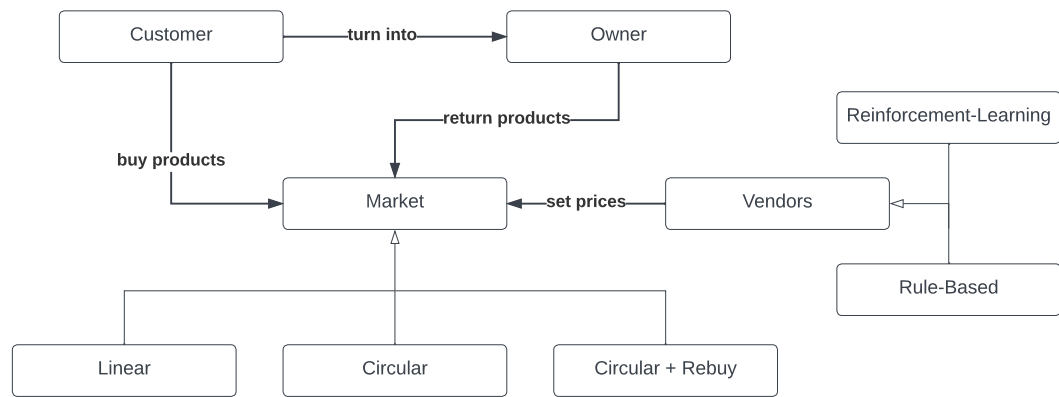 Customer
turn into
Owner
Reinforcement-Learning
return products
buy products
Market
set prices
Vendors
Rule-Based
Linear
Circular
Circular + Rebuy